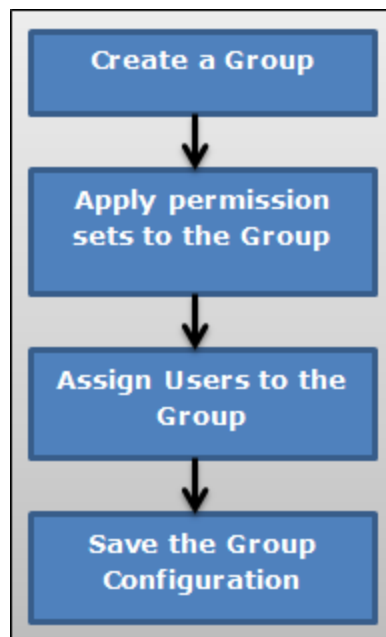 Create a Group
Apply permission
sets to the Group
Assign Users to the
Group
Save the Group
Configuration